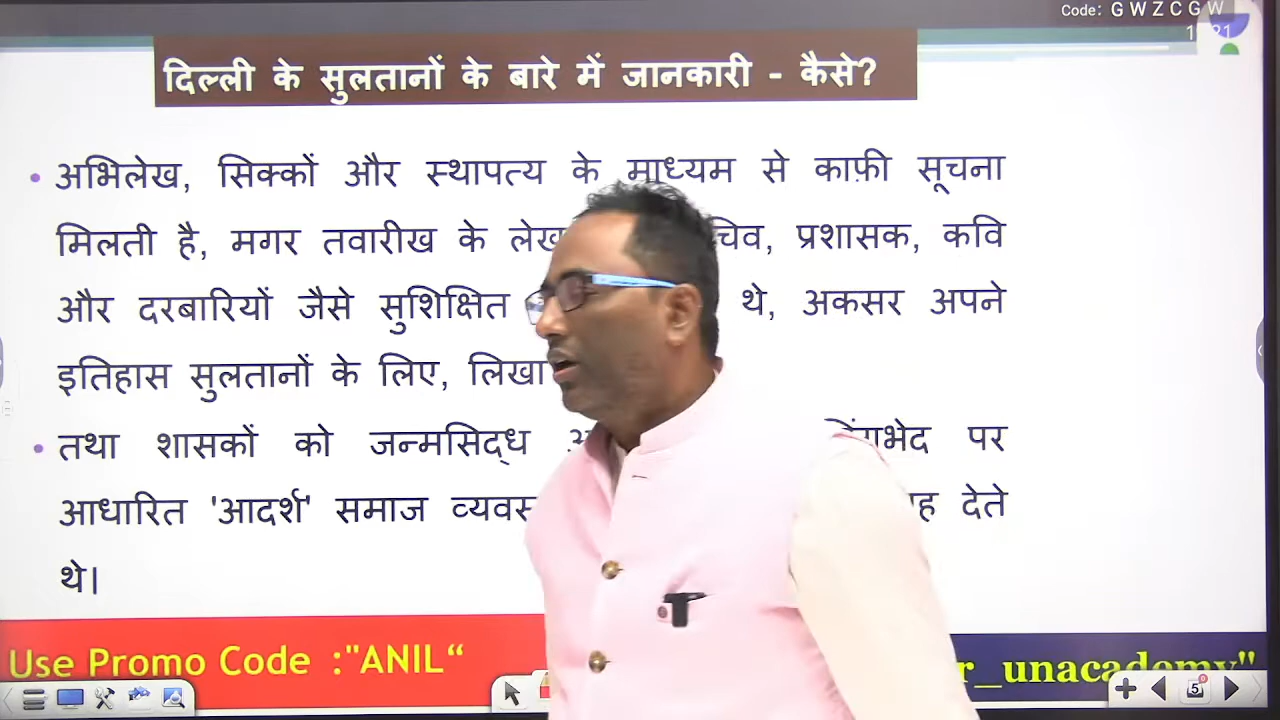 Code: G W Z C G W
दिल्ली के सुलतानों के बारे में जानकारी - कैसे?
• अभिलेख, सिक्कों और स्थापत्य के माध्यम से काफ़ी सूचना
मिलती है, मगर तवारीख के प्रशासक, कवि
और दरबारियों जैसे सुशिक्षित थे, अकसर अपने
इतिहास सुलतानों के लिए, लिखा
• तथा शासकों को जन्मसिद्ध पर
आधारित 'आदर्श' समाज देते
थे।
Use Promo Code :"ANIL“
r_unacademy"
5